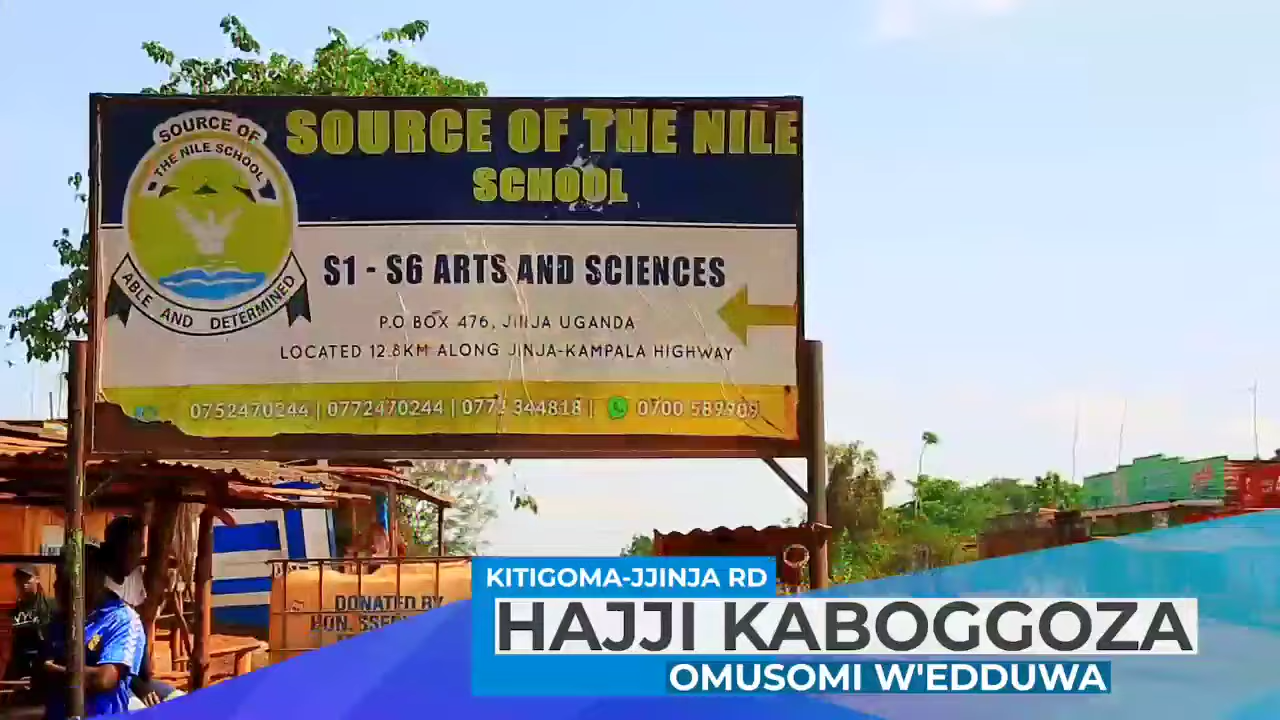 SOURCE OF THE NILE
SCHOOL
SOURCE OF
THE NILE SCHOOL
ABLE AND DETERMINED
S1 - S6 ARTS AND SCIENCES
P.O BOX 476, JINJA UGANDA
LOCATED 12.8KM ALONG JINJA-KAMPALA HIGHWAY
0752470244 | 0772470244 | 0772 344818 | 0700 589909
DONATED BY
HON.
KITIGOMA-JJINJA RD
HAJJI KABOGGOZA
OMUSOMI W'EDDUWA